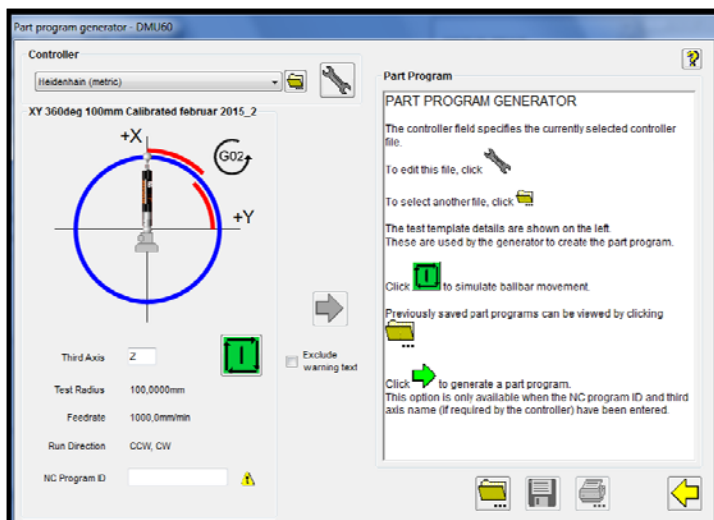 Part program generator - DMU60
Controller
Heidenhain (metric)
XY 360deg 100mm Calibrated februar 2015_2
+X
G02
+Y
Third Axis Z
Test Radius 100,0000mm
Feedrate 1000,0mm/min
Run Direction CCW, CW
NC Program ID
Exclude
warning text
Part Program
PART PROGRAM GENERATOR
The controller field specifies the currently selected controller
file.
To edit this file, click
To select another file, click
The test template details are shown on the left.
These are used by the generator to create the part program.
Click to simulate ballbar movement.
Previously saved part programs can be viewed by clicking
Click to generate a part program.
This option is only available when the NC program ID and third
axis name (if required by the controller) have been entered.